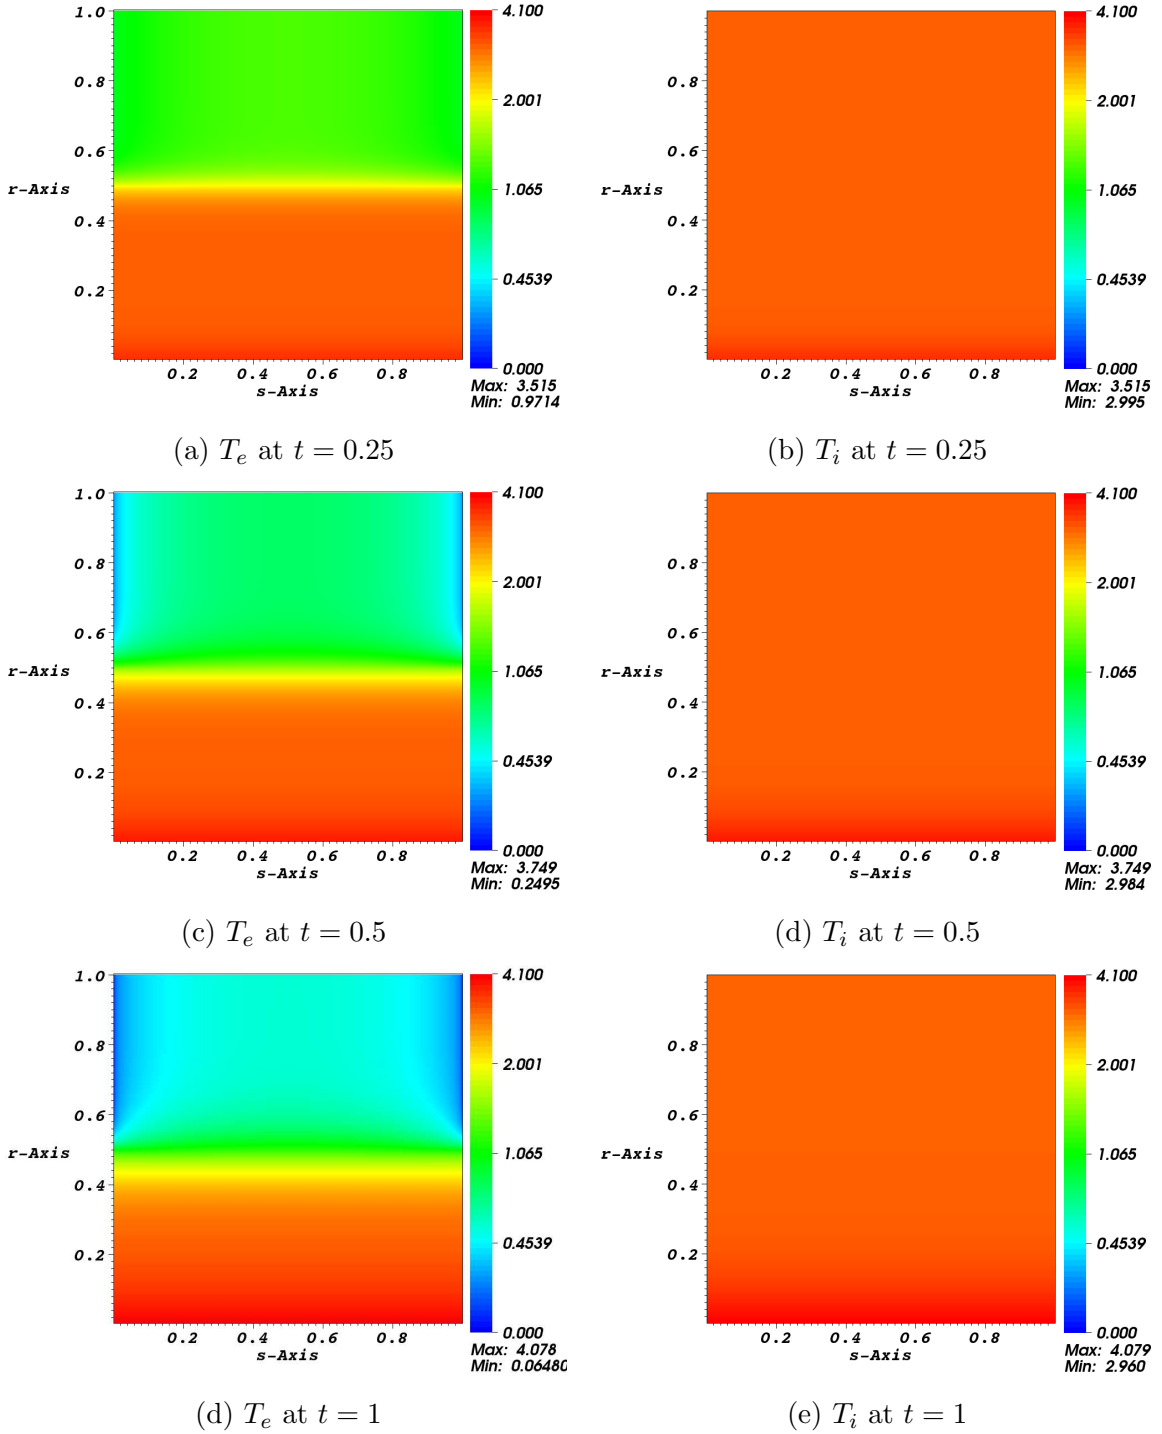 1.0
0.8
0.6
r-Axis
0.4
0.2
0.2 0.4 0.6 0.8
s-Axis
4.100
2.001
1.065
0.4539
0.000
Max: 3.515
Min: 0.9714
(a) T_e at t = 0.25
1.0
0.8
0.6
r-Axis
0.4
0.2
0.2 0.4 0.6 0.8
s-Axis
4.100
2.001
1.065
0.4539
0.000
Max: 3.515
Min: 2.995
(b) T_i at t = 0.25
1.0
0.8
0.6
r-Axis
0.4
0.2
0.2 0.4 0.6 0.8
s-Axis
4.100
2.001
1.065
0.4539
0.000
Max: 3.749
Min: 0.2495
(c) T_e at t = 0.5
0.8
0.6
r-Axis
0.4
0.2
0.2 0.4 0.6 0.8
s-Axis
4.100
2.001
1.065
0.4539
0.000
Max: 3.749
Min: 2.984
(d) T_i at t = 0.5
1.0
0.8
0.6
r-Axis
0.4
0.2
0.2 0.4 0.6 0.8
s-Axis
4.100
2.001
1.065
0.4539
0.000
Max: 4.078
Min: 0.06480
(d) T_e at t = 1
0.8
0.6
r-Axis
0.4
0.2
0.2 0.4 0.6 0.8
s-Axis
4.100
2.001
1.065
0.4539
0.000
Max: 4.079
Min: 2.960
(e) T_i at t = 1